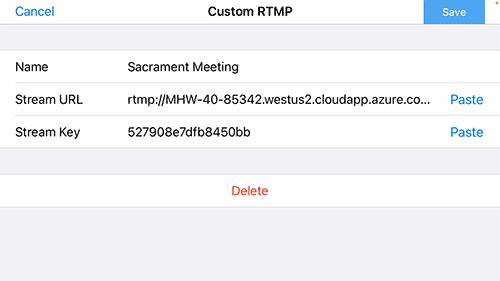 Cancel Custom RTMP Save
Name Sacrament Meeting
Stream URL rtmp://MHW-40-85342.westus2.cloudapp.azure.co... Paste
Stream Key 527908e7dfb8450bb Paste
Delete